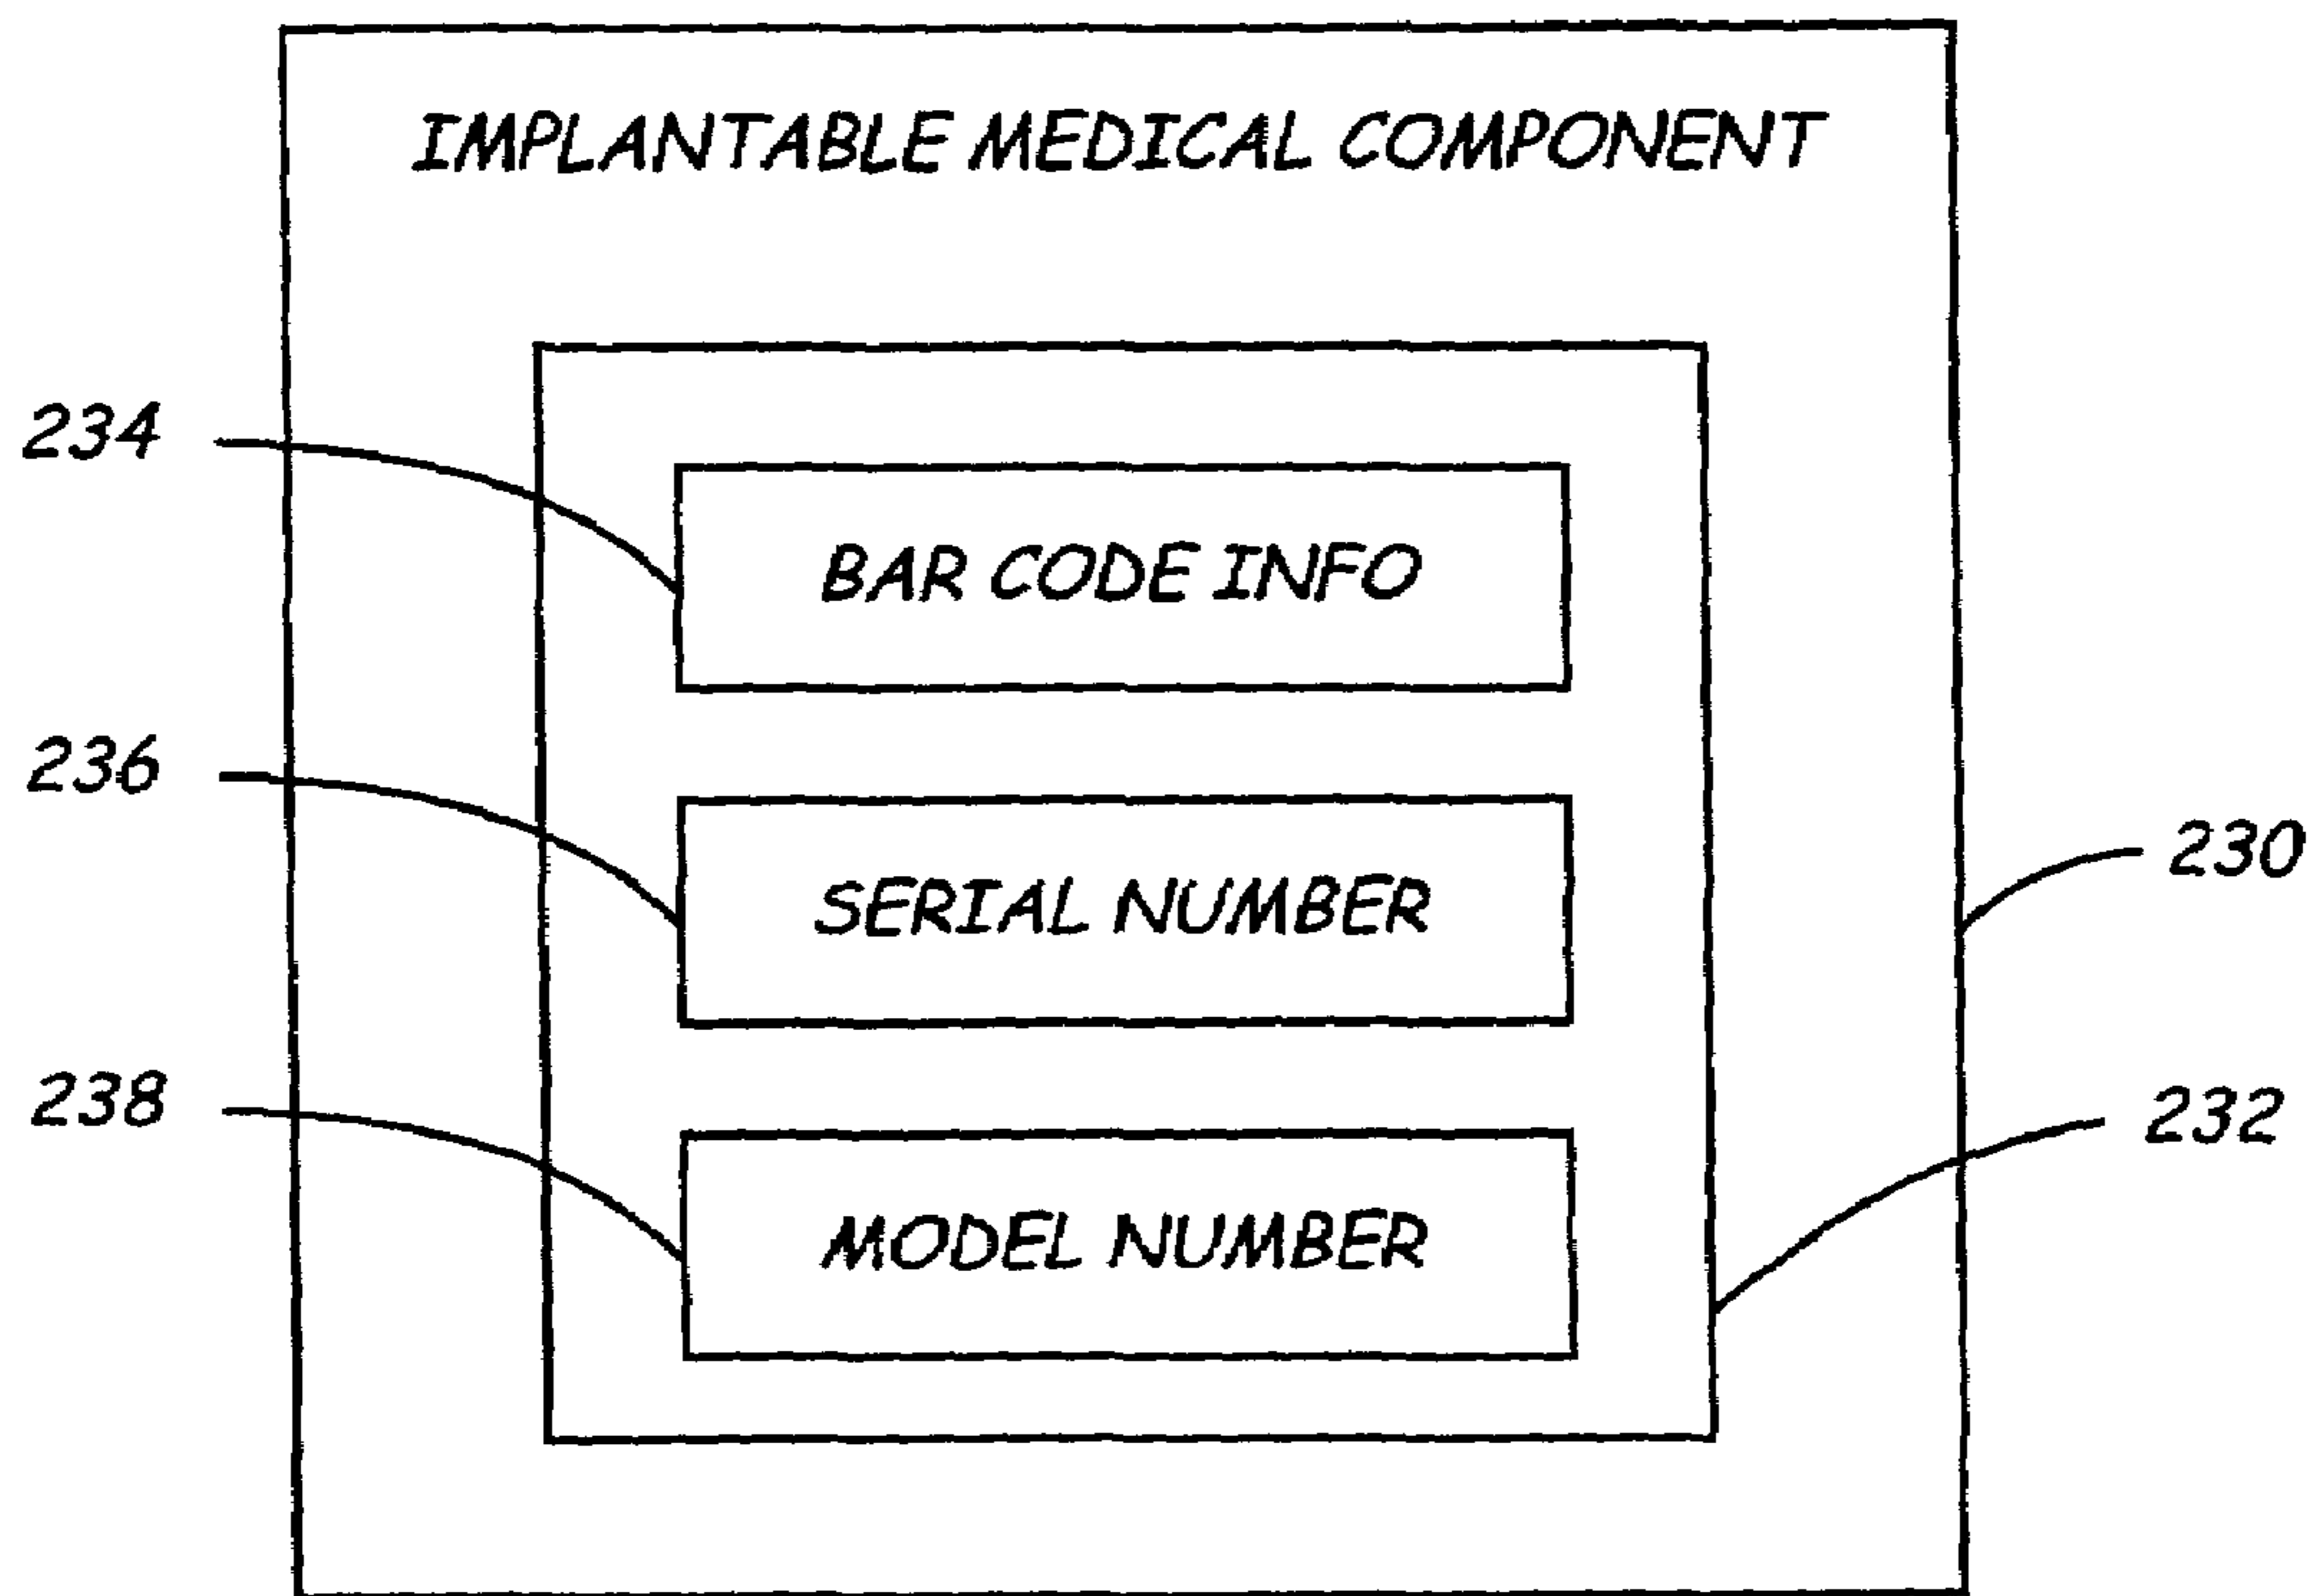 IMPLANTABLE MEDICAL COMPONENT
234
BAR CODE INFO
236
SERIAL NUMBER
230
238
232
MODEL NUMBER